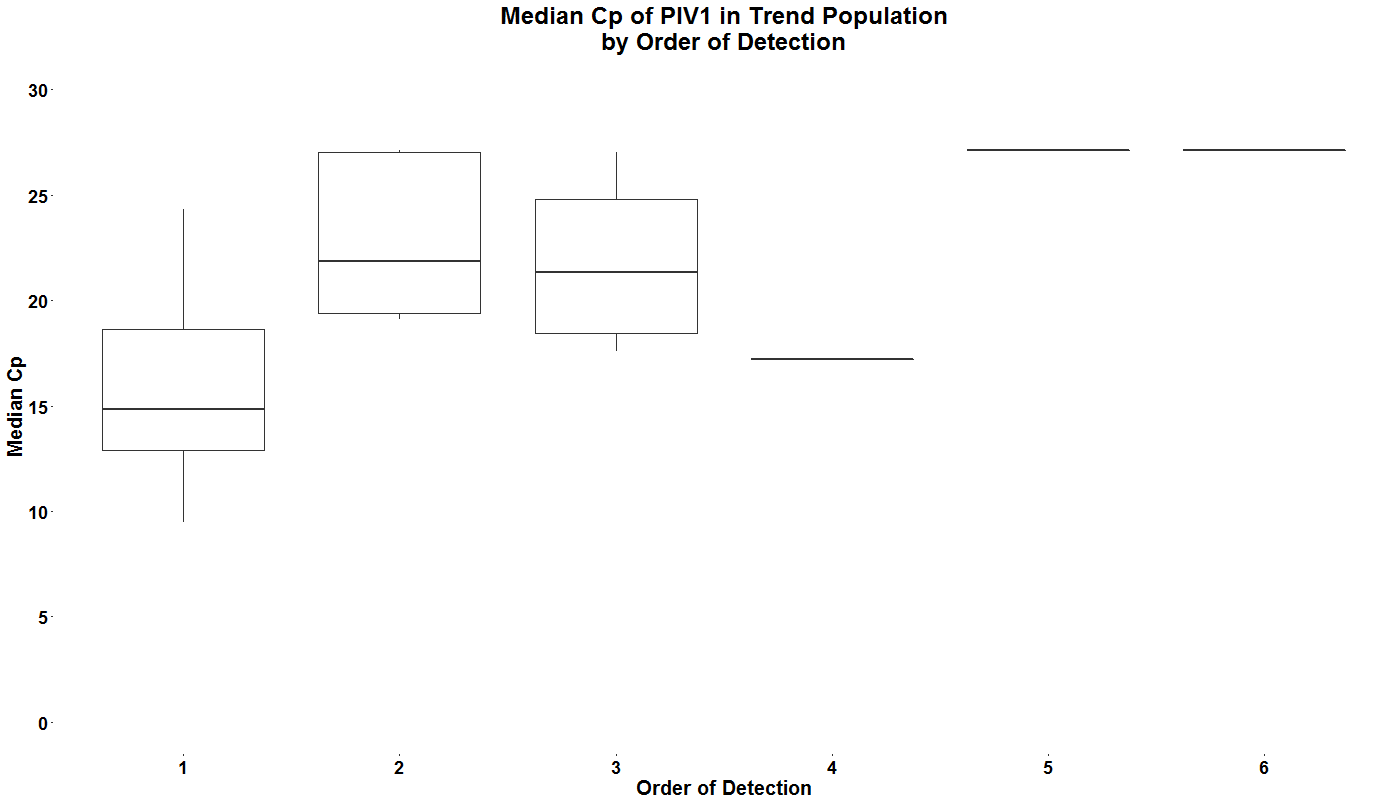 Median Cp of PIV1 in Trend Population
by Order of Detection
30
25
20
15
10
5
0
Median Cp
1 2 3 4 5 6
Order of Detection